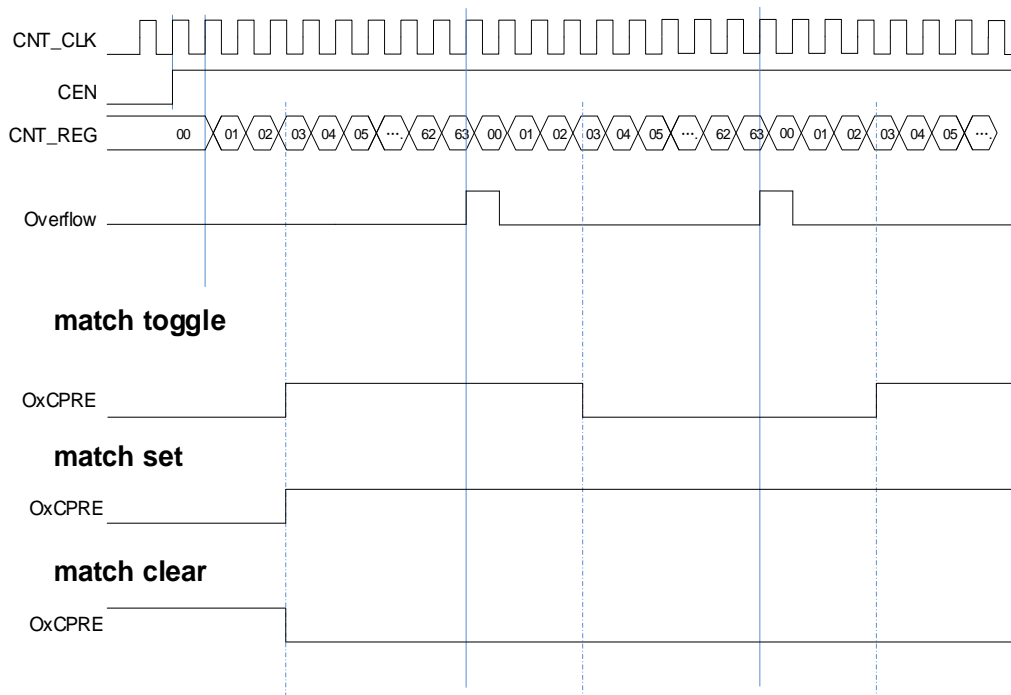 CNT_CLK
CEN
CNT_REG 00 01 02 03 04 05 ···. 62 63 00 01 02 03 04 05 ···. 62 63 00 01 02 03 04 05 ···.
Overflow
match toggle
OxCPRE
match set
OxCPRE
match clear
OxCPRE